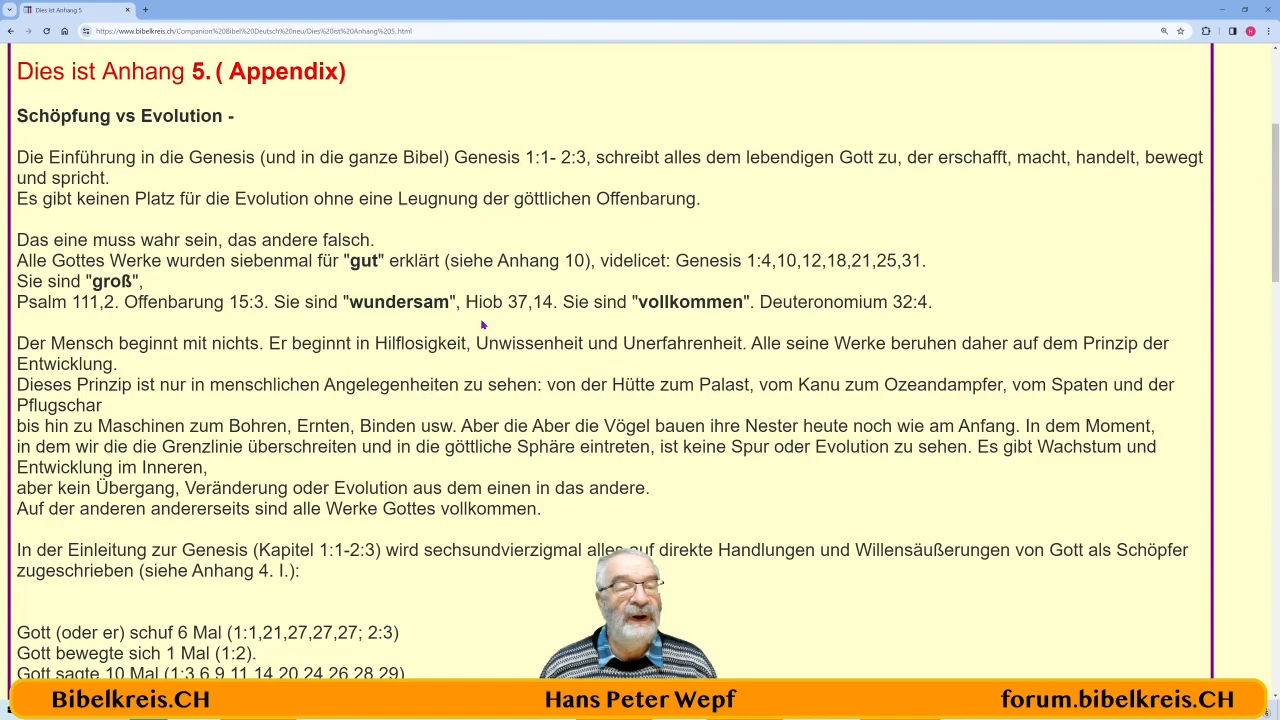 Dies ist Anhang 5
https://www.bibelkreis.ch/Companion%20Bibel%20Deutsch%20neu/Dies%20ist%20Anhang%205..html
H
Dies ist Anhang 5. ( Appendix)
Schöpfung vs Evolution -
Die Einführung in die Genesis (und in die ganze Bibel) Genesis 1:1- 2:3, schreibt alles dem lebendigen Gott zu, der erschafft, macht, handelt, bewegt
und spricht.
Es gibt keinen Platz für die Evolution ohne eine Leugnung der göttlichen Offenbarung.
Das eine muss wahr sein, das andere falsch.
Alle Gottes Werke wurden siebenmal für "gut" erklärt (siehe Anhang 10), videlicet: Genesis 1:4,10,12,18,21,25,31.
Sie sind "groß",
Psalm 111,2. Offenbarung 15:3. Sie sind "wundersam", Hiob 37,14. Sie sind "vollkommen". Deuteronomium 32:4.
Der Mensch beginnt mit nichts. Er beginnt in Hilflosigkeit, Unwissenheit und Unerfahrenheit. Alle seine Werke beruhen daher auf dem Prinzip der
Entwicklung.
Dieses Prinzip ist nur in menschlichen Angelegenheiten zu sehen: von der Hütte zum Palast, vom Kanu zum Ozeandampfer, vom Spaten und der
Pflugschar
bis hin zu Maschinen zum Bohren, Ernten, Binden usw. Aber die Aber die Vögel bauen ihre Nester heute noch wie am Anfang. In dem Moment,
in dem wir die die Grenzlinie überschreiten und in die göttliche Sphäre eintreten, ist keine Spur oder Evolution zu sehen. Es gibt Wachstum und
Entwicklung im Inneren,
aber kein Übergang, Veränderung oder Evolution aus dem einen in das andere.
Auf der anderen andererseits sind alle Werke Gottes vollkommen.
In der Einleitung zur Genesis (Kapitel 1:1-2:3) wird sechsundvierzigmal alles auf direkte Handlungen und Willensäußerungen von Gott als Schöpfer
zugeschrieben (siehe Anhang 4. I.):
Gott (oder er) schuf 6 Mal (1:1,21,27,27,27; 2:3)
Gott bewegte sich 1 Mal (1:2).
Gott sagte 10 Mal (1:3,6,9,11,14,20,24,26,28,29)
Bibelkreis.CH
Hans Peter Wepf
forum.bibelkreis.CH